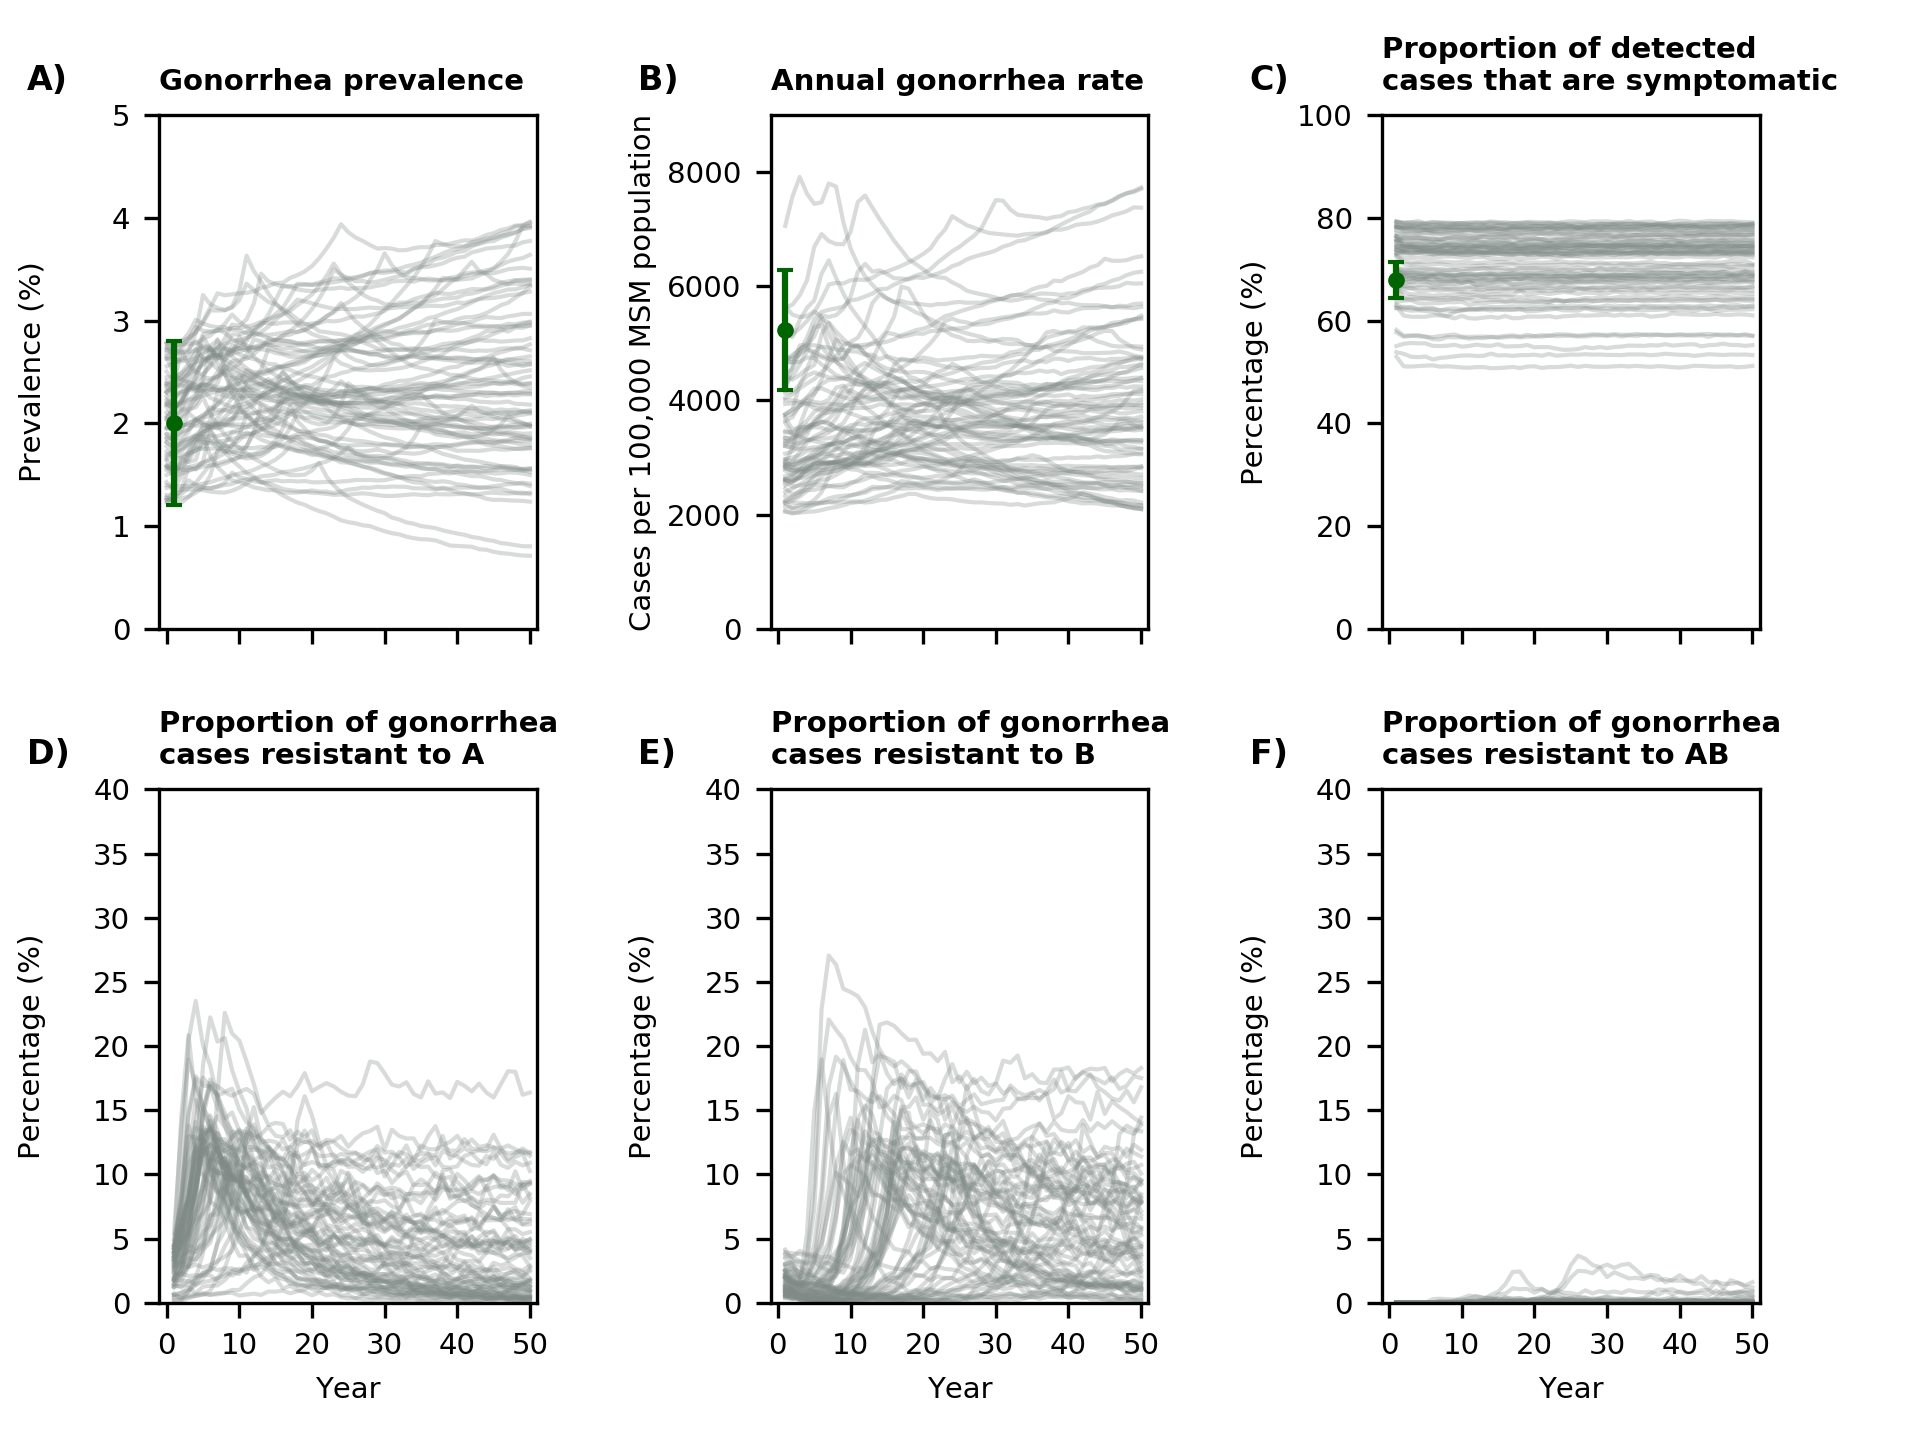 A)
Gonorrhea prevalence
Prevalence (%)
5
4
3
2
1
0
B)
Annual gonorrhea rate
Cases per 100,000 MSM population
8000
6000
4000
2000
0
C)
Proportion of detected
cases that are symptomatic
Percentage (%)
100
80
60
40
20
0
D)
Proportion of gonorrhea
cases resistant to A
Percentage (%)
40
35
30
25
20
15
10
5
0
0 10 20 30 40 50
Year
E)
Proportion of gonorrhea
cases resistant to B
Percentage (%)
40
35
30
25
20
15
10
5
0
0 10 20 30 40 50
Year
F)
Proportion of gonorrhea
cases resistant to AB
Percentage (%)
40
35
30
25
20
15
10
5
0
0 10 20 30 40 50
Year